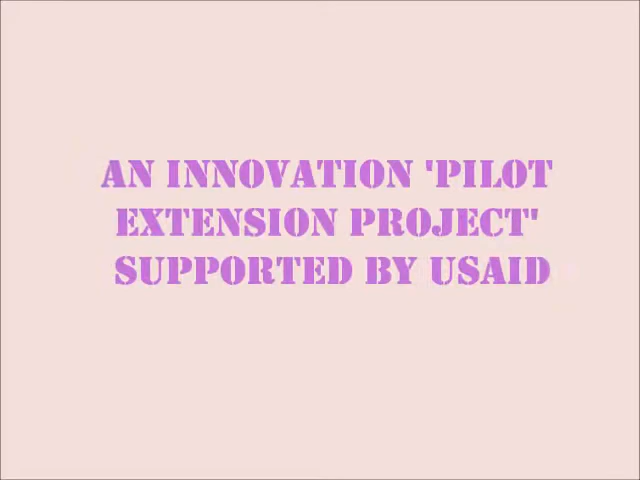 AN INNOVATION 'PILOT
EXTENSION PROJECT'
SUPPORTED BY USAID